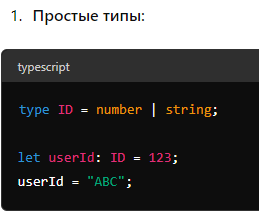 1. Простые типы:
typescript
type ID = number | string;
let userId: ID = 123;
userId = "ABC";